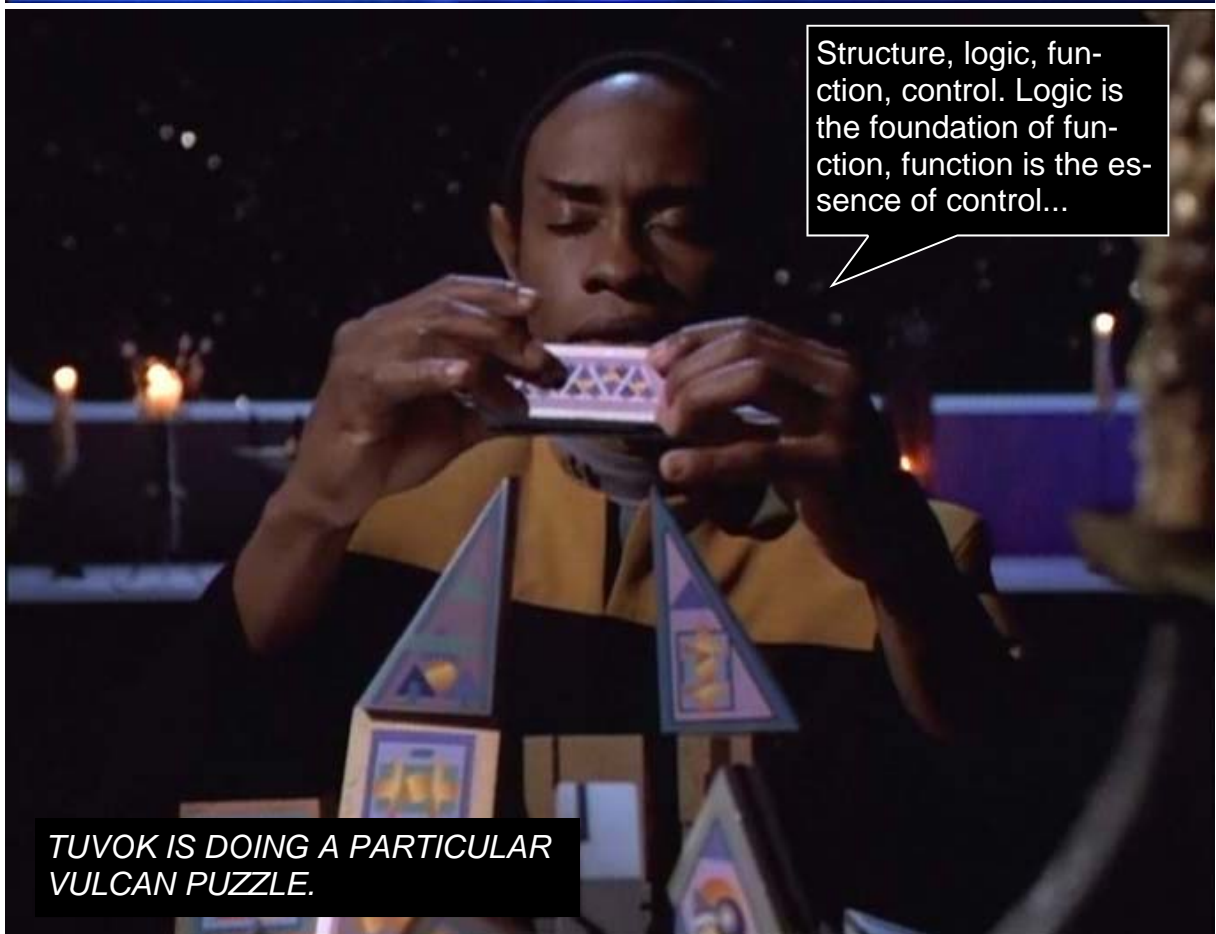 Structure, logic, fun-
ction, control. Logic is
the foundation of fun-
ction, function is the es-
sence of control...
TUVOK IS DOING A PARTICULAR
VULCAN PUZZLE.